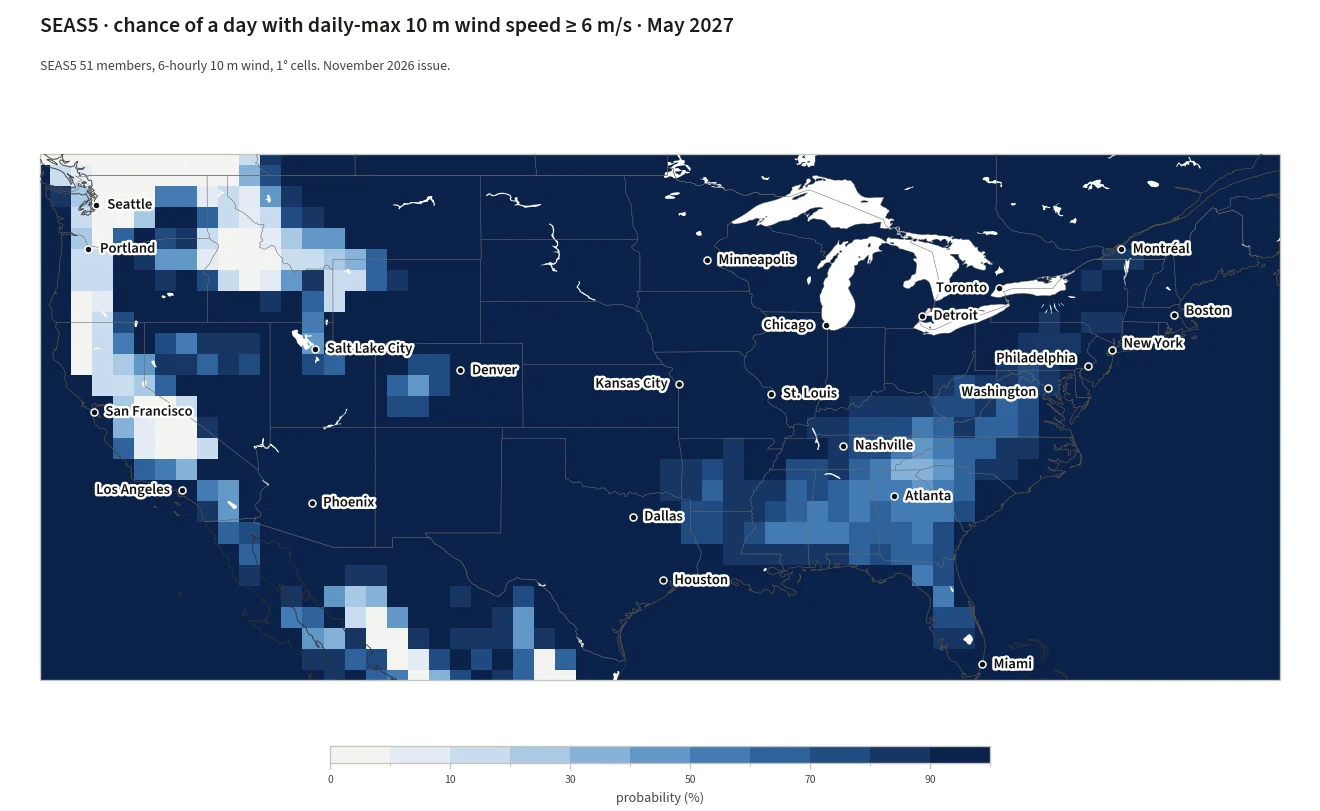 SEAS5 · chance of a day with daily-max 10 m wind speed ≥ 6 m/s · May 2027
SEAS5 51 members, 6-hourly 10 m wind, 1° cells. November 2026 issue.
Seattle
Portland
Montréal
Minneapolis
Toronto
Boston
Detroit
Chicago
New York
Salt Lake City
Philadelphia
Denver
Kansas City
Washington
St. Louis
San Francisco
Nashville
Los Angeles
Atlanta
Phoenix
Dallas
Houston
Miami
0 10 30 50 70 90
probability (%)